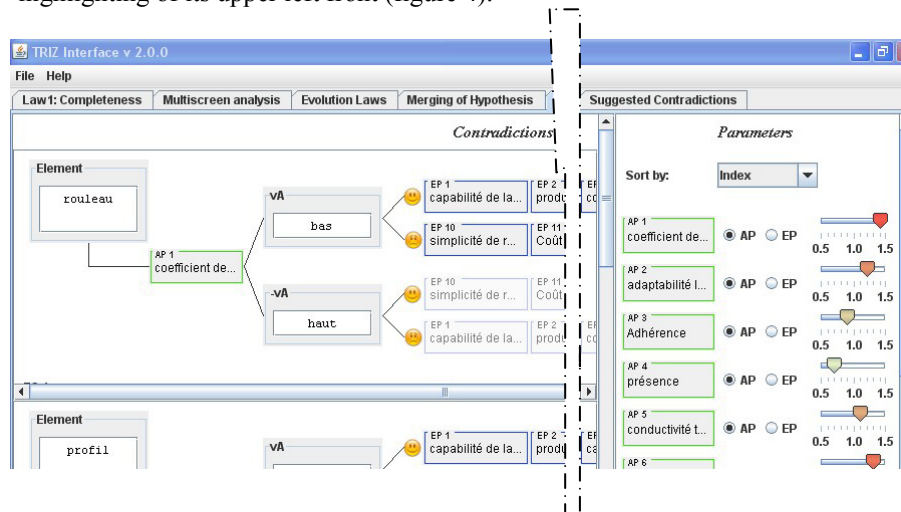 highlighting of its upper left front (figure 4).
TRIZ Interface v 2.0.0
File Help
Law1: Completeness Multiscreen analysis Evolution Laws Merging of Hypothesis Suggested Contradictions
Contradictions
Element
rouleau
AP 1
coefficient de...
vA
bas
EP 1 EP 2
capabilité de la...
EP 10 EP 11
simplicité de r... Coût
-vA
haut
EP 10 EP 11
simplicité de r... Coût
EP 1 EP 2
capabilité de la...
Element
profil
vA
EP 1 EP 2
capabilité de la...
Parameters
Sort by: Index
AP 1
coefficient de... AP EP
0.5 1.0 1.5
AP 2
adaptabilité l... AP EP
0.5 1.0 1.5
AP 3
Adhérence AP EP
0.5 1.0 1.5
AP 4
présence AP EP
0.5 1.0 1.5
AP 5
conductivité t... AP EP
0.5 1.0 1.5
AP 6